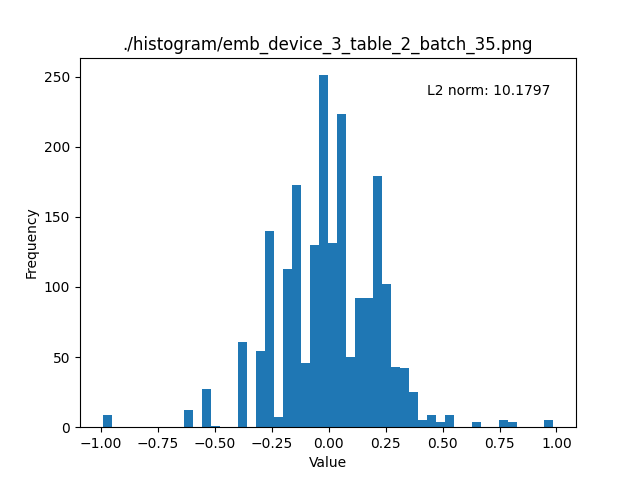 ./histogram/emb_device_3_table_2_batch_35.png
L2 norm: 10.1797
250
200
150
100
50
0
Frequency
−1.00 −0.75 −0.50 −0.25 0.00 0.25 0.50 0.75 1.00
Value